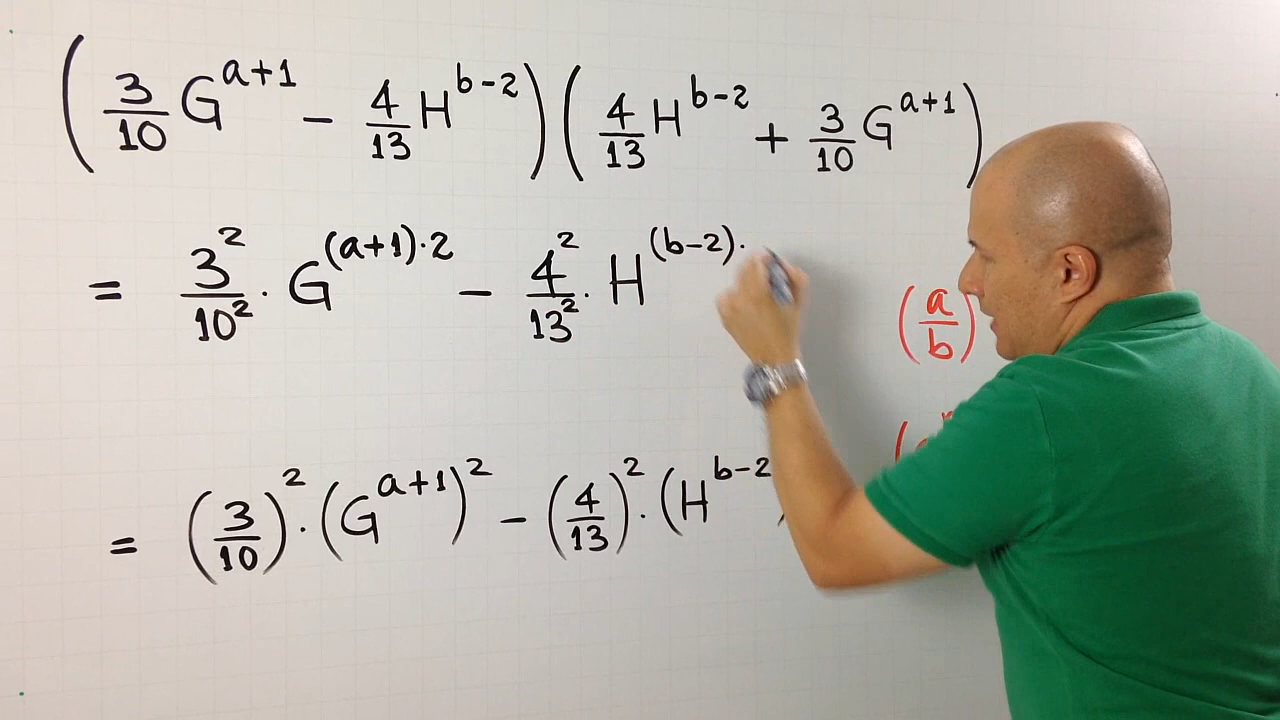 (3/10 G^(a+1) - 4/13 H^(b-2)) (4/13 H^(b-2) + 3/10 G^(a+1))
= 3²/10² · G^((a+1)·2) - 4²/13² · H^((b-2)·
(a/b)
= (3/10)² · (G^(a+1))² - (4/13)² · (H^(b-2)